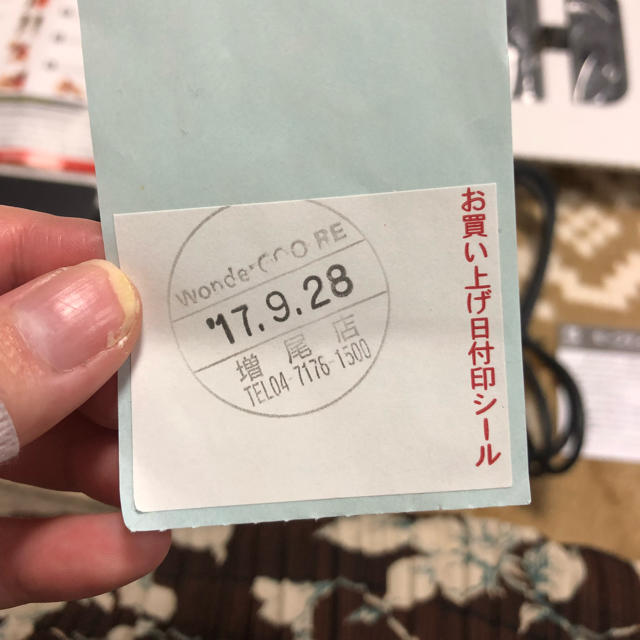 WonderGOO RE
'17.9.28
増尾店
TEL04-7176-1500
お買い上げ日付印シール